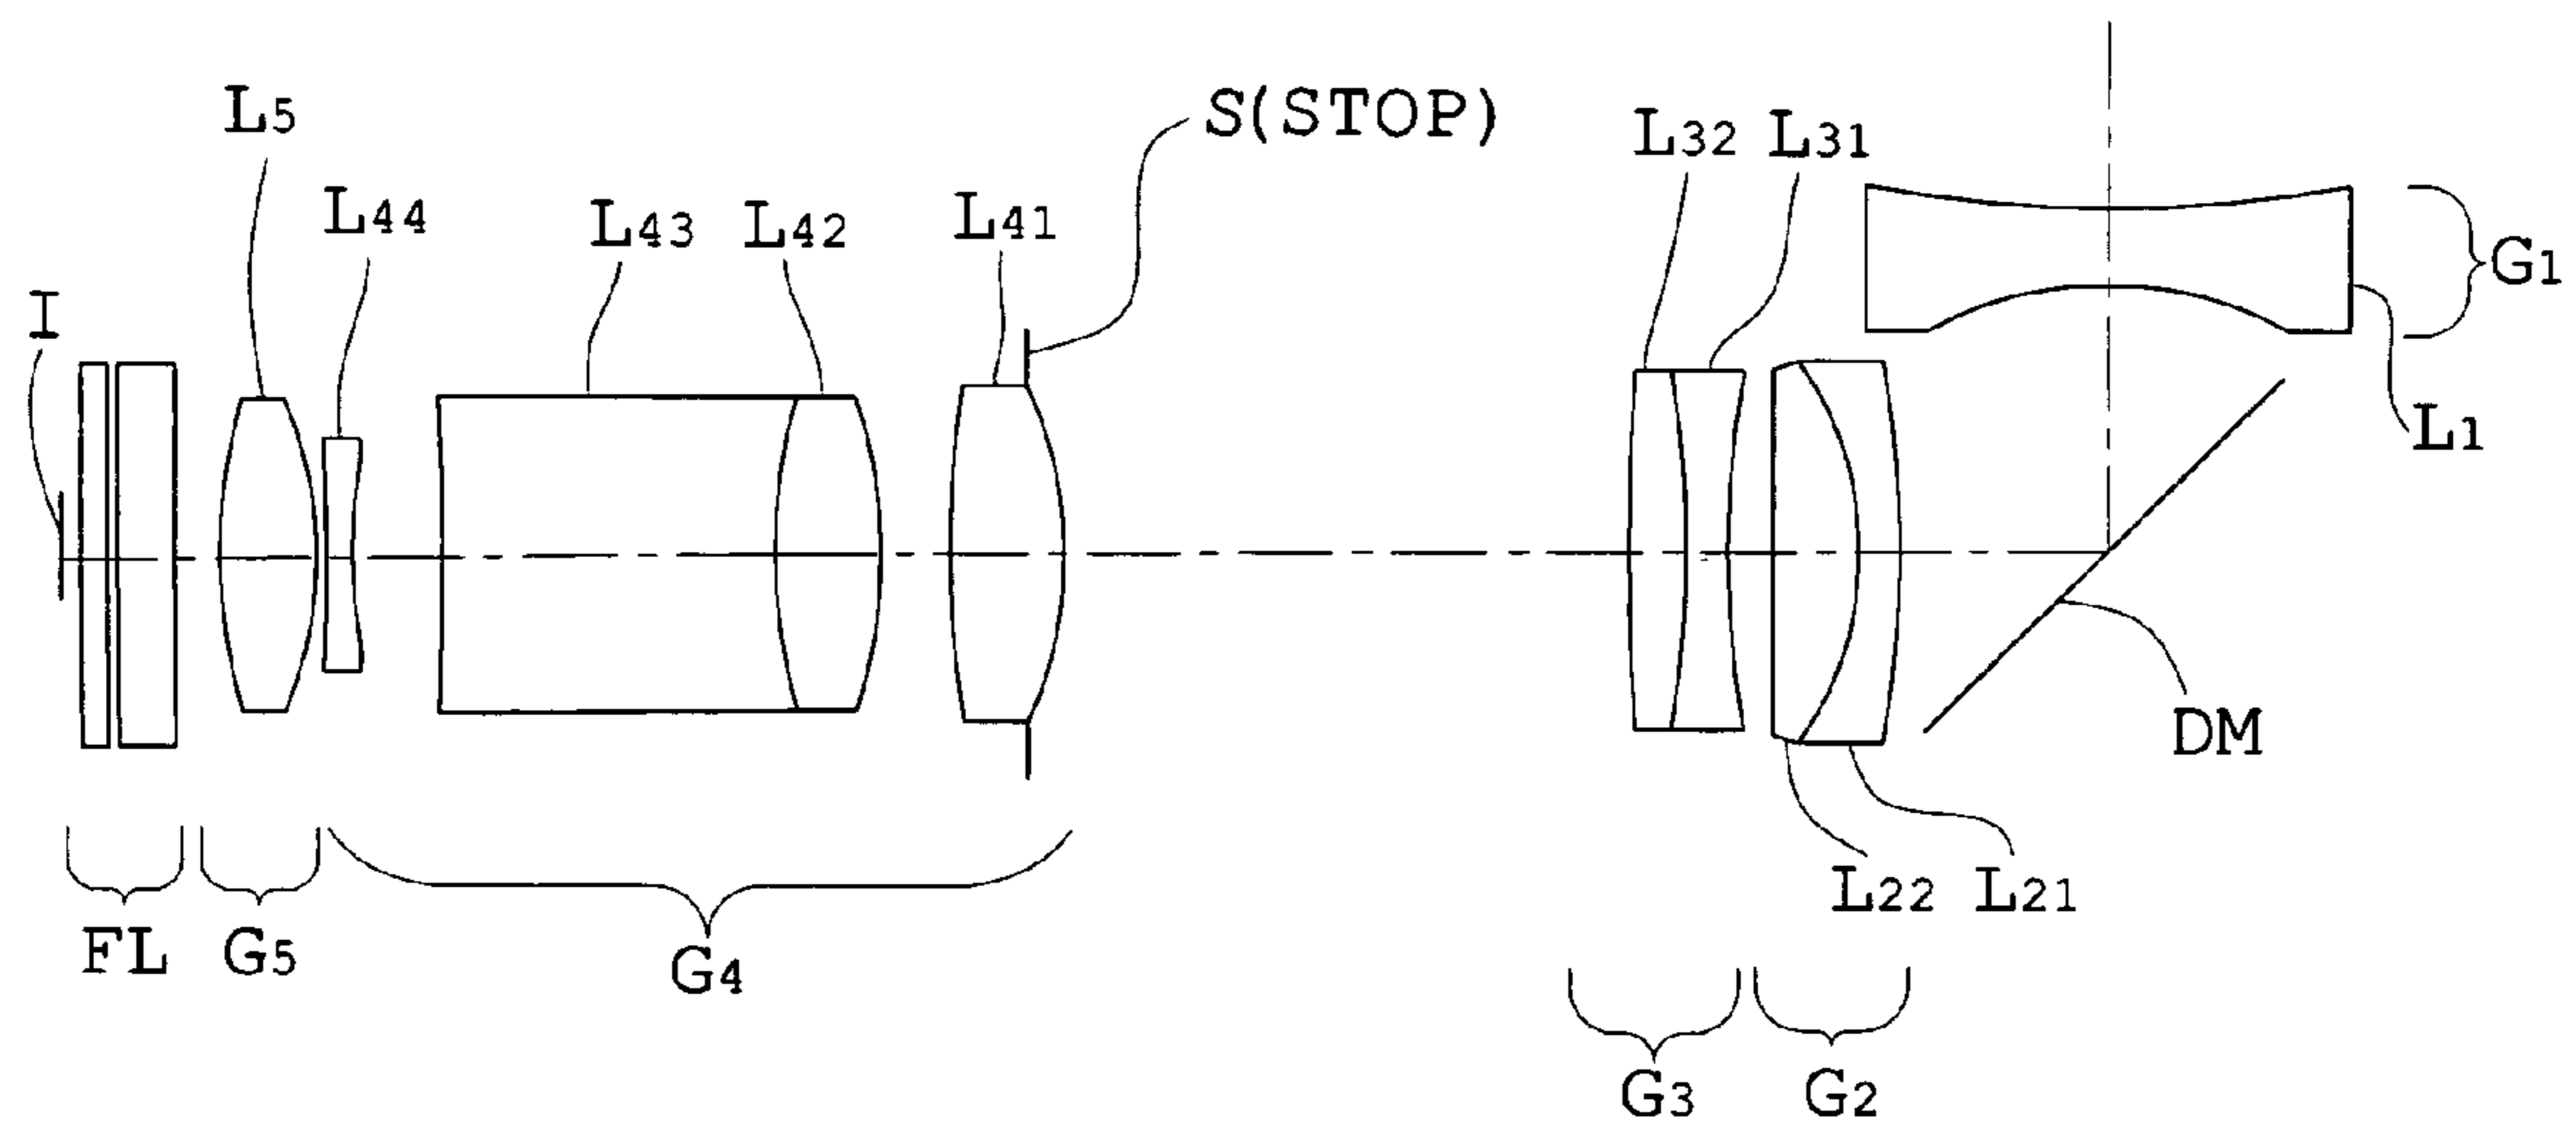 S(STOP)
L5
L32 L31
L44 L43 L42 L41
G1
I
L1
DM
L22 L21
FL G5 G4
G3 G2